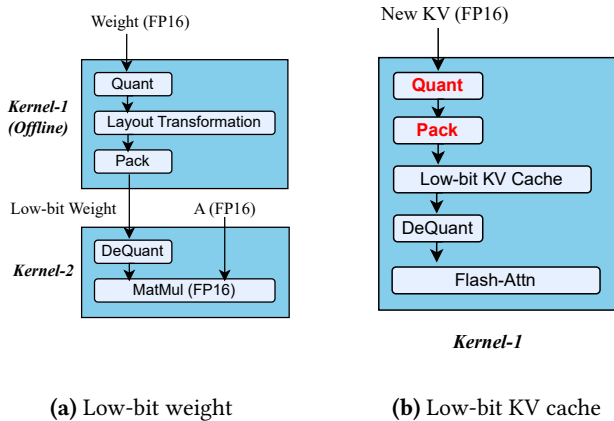 Weight (FP16)
Quant
Kernel-1
(Offline)
Layout Transformation
Pack
Low-bit Weight
A (FP16)
DeQuant
Kernel-2
MatMul (FP16)
(a) Low-bit weight
New KV (FP16)
Quant
Pack
Low-bit KV Cache
DeQuant
Flash-Attn
Kernel-1
(b) Low-bit KV cache